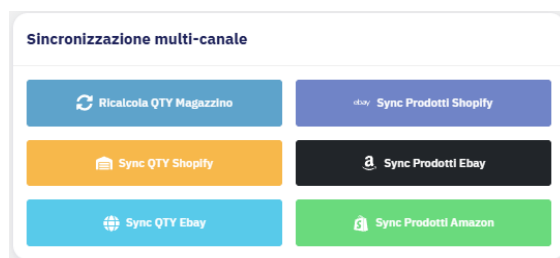 Sincronizzazione multi-canale
Ricalcola QTY Magazzino
ebay Sync Prodotti Shopify
Sync QTY Shopify
Sync Prodotti Ebay
Sync QTY Ebay
Sync Prodotti Amazon